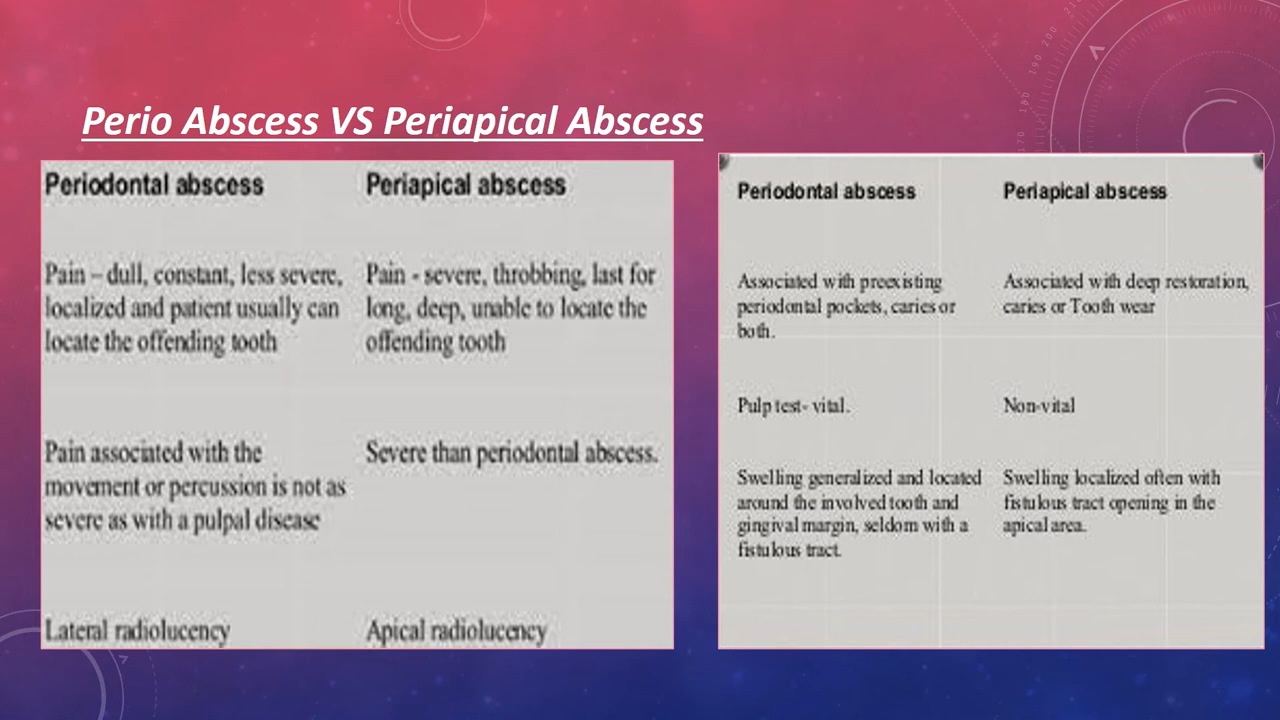 Perio Abscess VS Periapical Abscess
Periodontal abscess
Periapical abscess
Pain – dull, constant, less severe,
localized and patient usually can
locate the offending tooth
Pain - severe, throbbing, last for
long, deep, unable to locate the
offending tooth
Pain associated with the
movement or percussion is not as
severe as with a pulpal disease
Severe than periodontal abscess.
Lateral radiolucency
Apical radiolucency
Periodontal abscess
Periapical abscess
Associated with preexisting
periodontal pockets, caries or
both.
Associated with deep restoration,
caries or Tooth wear
Pulp test- vital.
Non-vital
Swelling generalized and located
around the involved tooth and
gingival margin, seldom with a
fistulous tract.
Swelling localized often with
fistulous tract opening in the
apical area.
210
200
190
180
170